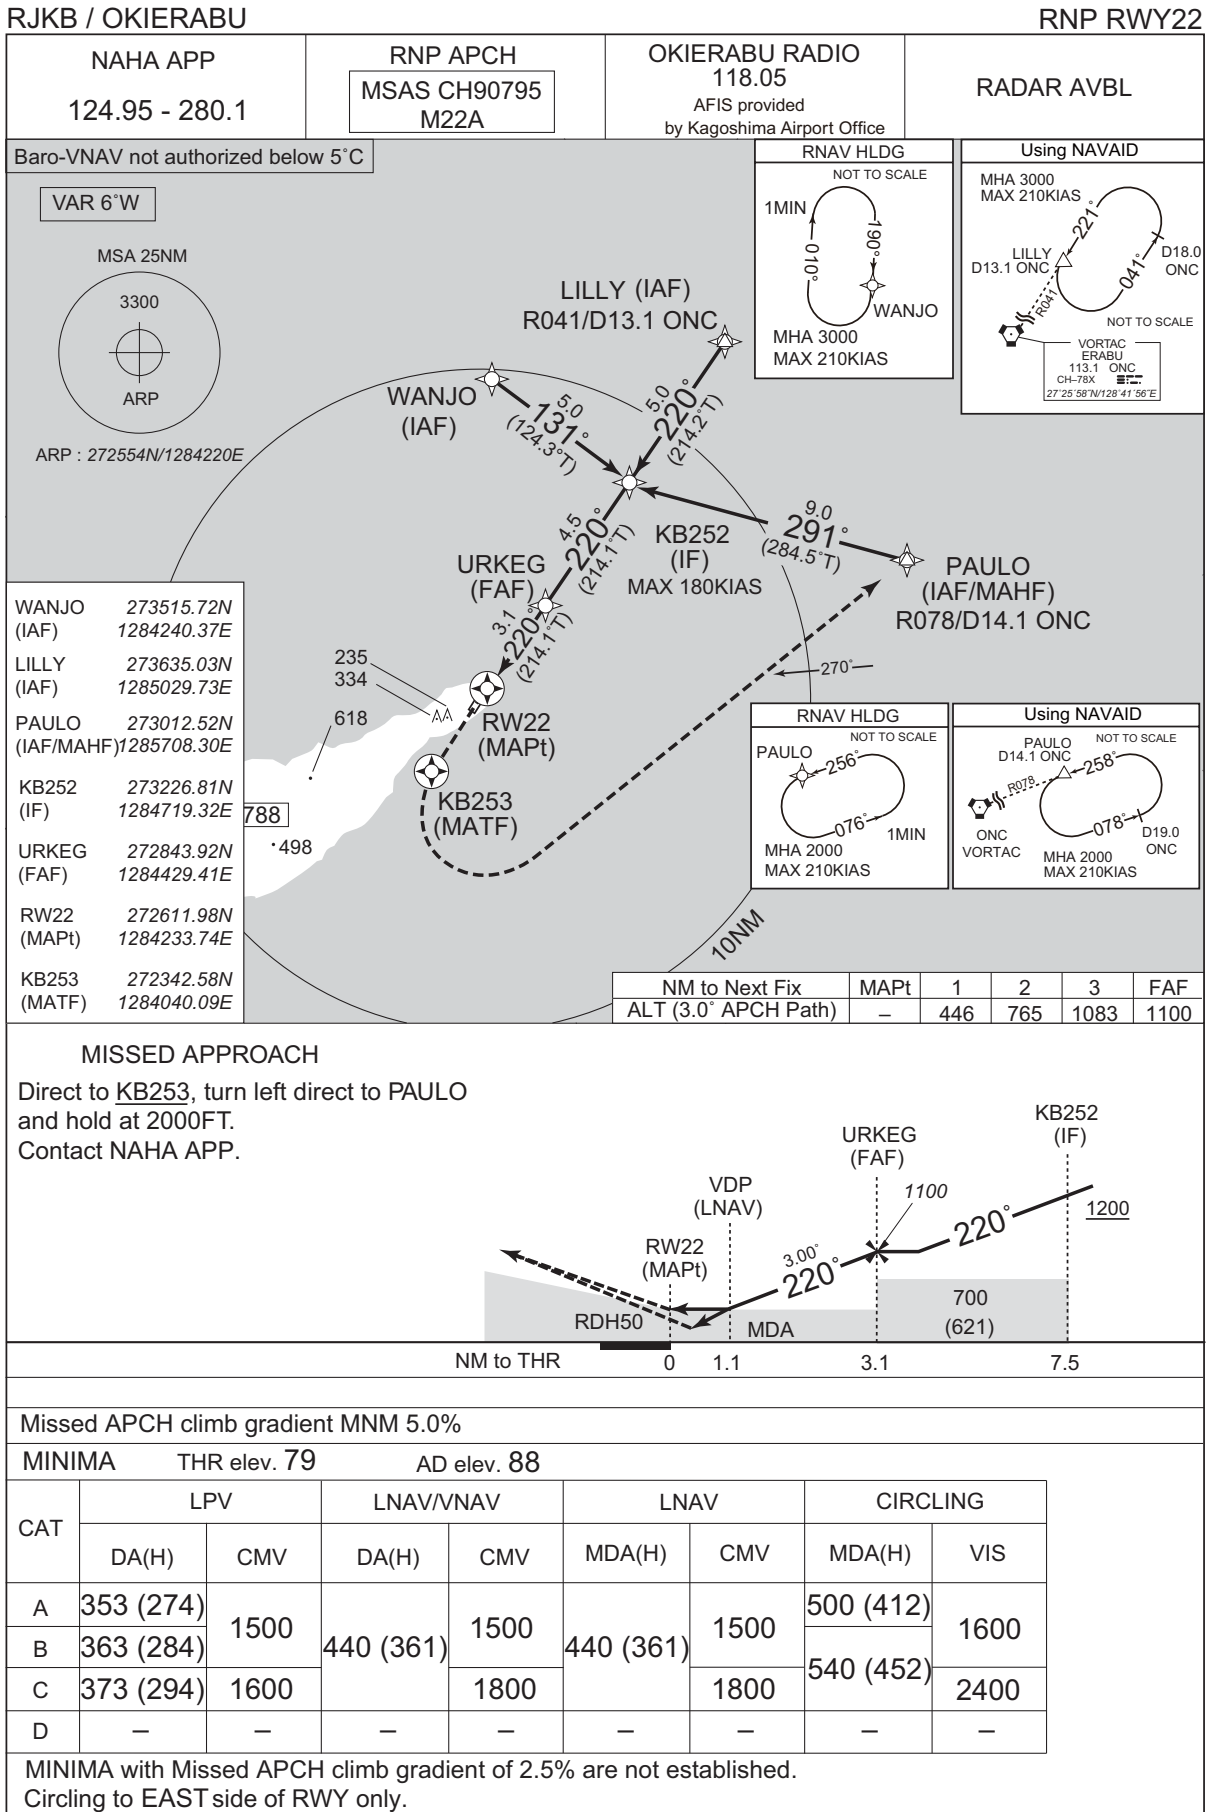 RJKB / OKIERABU
RNP RWY22
NAHA APP
124.95 - 280.1
RNP APCH
MSAS CH90795
M22A
OKIERABU RADIO
118.05
AFIS provided
by Kagoshima Airport Office
RADAR AVBL
Baro-VNAV not authorized below 5˚C
VAR 6˚W
MSA 25NM
3300
ARP
ARP : 272554N/1284220E
RNAV HLDG
NOT TO SCALE
1MIN
010˚
190˚
WANJO
MHA 3000
MAX 210KIAS
Using NAVAID
MHA 3000
MAX 210KIAS
221˚
041˚
LILLY
D13.1 ONC
D18.0
ONC
R041
NOT TO SCALE
VORTAC
ERABU
113.1 ONC
CH–78X
27˚25´58˝N/128˚41´56˝E
LILLY (IAF)
R041/D13.1 ONC
WANJO
(IAF)
5.0
131˚
(124.3˚T)
5.0
220˚
(214.2˚T)
KB252
(IF)
MAX 180KIAS
9.0
291˚
(284.5˚T)
PAULO
(IAF/MAHF)
R078/D14.1 ONC
4.5
220˚
(214.1˚T)
URKEG
(FAF)
3.1
220˚
(214.1˚T)
270˚
235
334
618
RW22
(MAPt)
KB253
(MATF)
788
498
10NM
WANJO 273515.72N
(IAF) 1284240.37E
LILLY 273635.03N
(IAF) 1285029.73E
PAULO 273012.52N
(IAF/MAHF) 1285708.30E
KB252 273226.81N
(IF) 1284719.32E
URKEG 272843.92N
(FAF) 1284429.41E
RW22 272611.98N
(MAPt) 1284233.74E
KB253 272342.58N
(MATF) 1284040.09E
RNAV HLDG
NOT TO SCALE
PAULO
256˚
076˚
1MIN
MHA 2000
MAX 210KIAS
Using NAVAID
PAULO
D14.1 ONC
NOT TO SCALE
R078
258˚
078˚
ONC
VORTAC
D19.0
ONC
MHA 2000
MAX 210KIAS
NM to Next Fix MAPt 1 2 3 FAF
ALT (3.0˚ APCH Path) – 446 765 1083 1100
MISSED APPROACH
Direct to KB253, turn left direct to PAULO
and hold at 2000FT.
Contact NAHA APP.
KB252
(IF)
URKEG
(FAF)
VDP
(LNAV)
1100
1200
220˚
RW22
(MAPt)
3.00˚
220˚
RDH50
MDA
700
(621)
NM to THR 0 1.1 3.1 7.5
Missed APCH climb gradient MNM 5.0%
MINIMA THR elev. 79 AD elev. 88
CAT LPV LNAV/VNAV LNAV CIRCLING
DA(H) CMV DA(H) CMV MDA(H) CMV MDA(H) VIS
A 353 (274) 1500 440 (361) 1500 440 (361) 1500 500 (412) 1600
B 363 (284) 540 (452)
C 373 (294) 1600 1800 1800 2400
D – – – – – – – –
MINIMA with Missed APCH climb gradient of 2.5% are not established.
Circling to EAST side of RWY only.